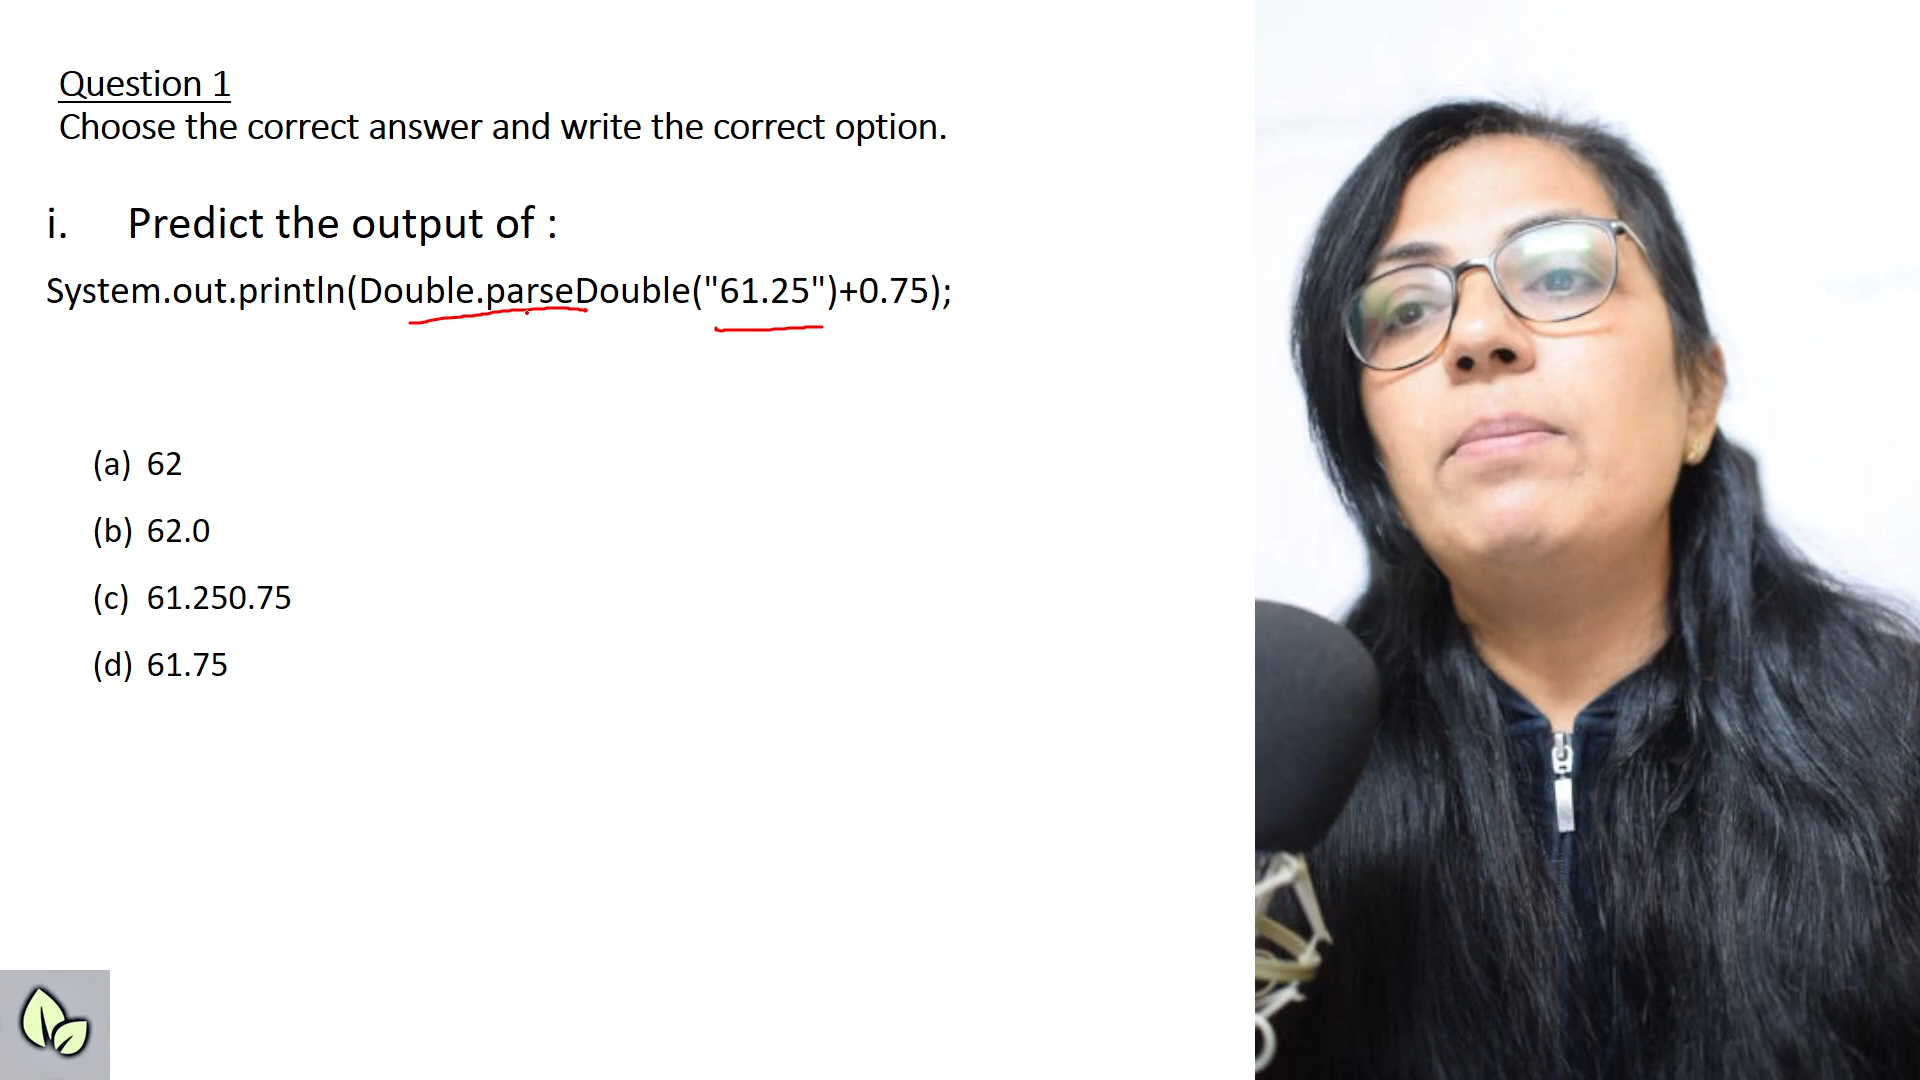 Question 1
Choose the correct answer and write the correct option.
i. Predict the output of :
System.out.println(Double.parseDouble("61.25")+0.75);
(a) 62
(b) 62.0
(c) 61.250.75
(d) 61.75